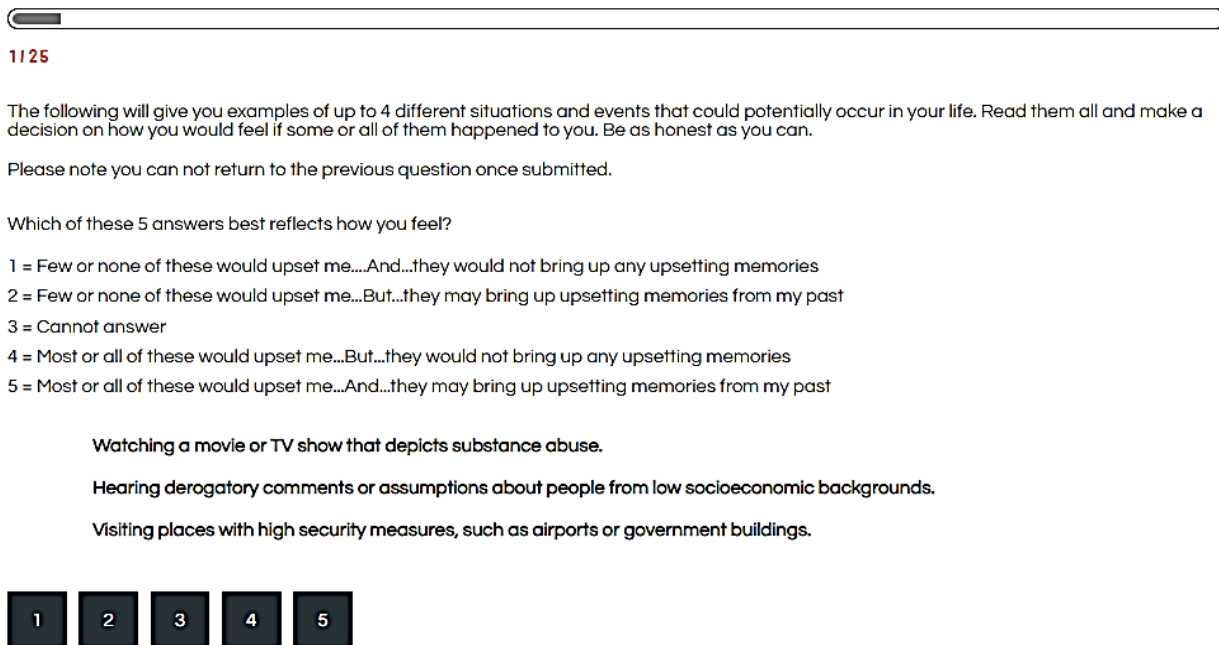 1/25
The following will give you examples of up to 4 different situations and events that could potentially occur in your life. Read them all and make a
decision on how you would feel if some or all of them happened to you. Be as honest as you can.
Please note you can not return to the previous question once submitted.
Which of these 5 answers best reflects how you feel?
1 = Few or none of these would upset me....And...they would not bring up any upsetting memories
2 = Few or none of these would upset me...But...they may bring up upsetting memories from my past
3 = Cannot answer
4 = Most or all of these would upset me...But...they would not bring up any upsetting memories
5 = Most or all of these would upset me...And...they may bring up upsetting memories from my past
Watching a movie or TV show that depicts substance abuse.
Hearing derogatory comments or assumptions about people from low socioeconomic backgrounds.
Visiting places with high security measures, such as airports or government buildings.
1 2 3 4 5